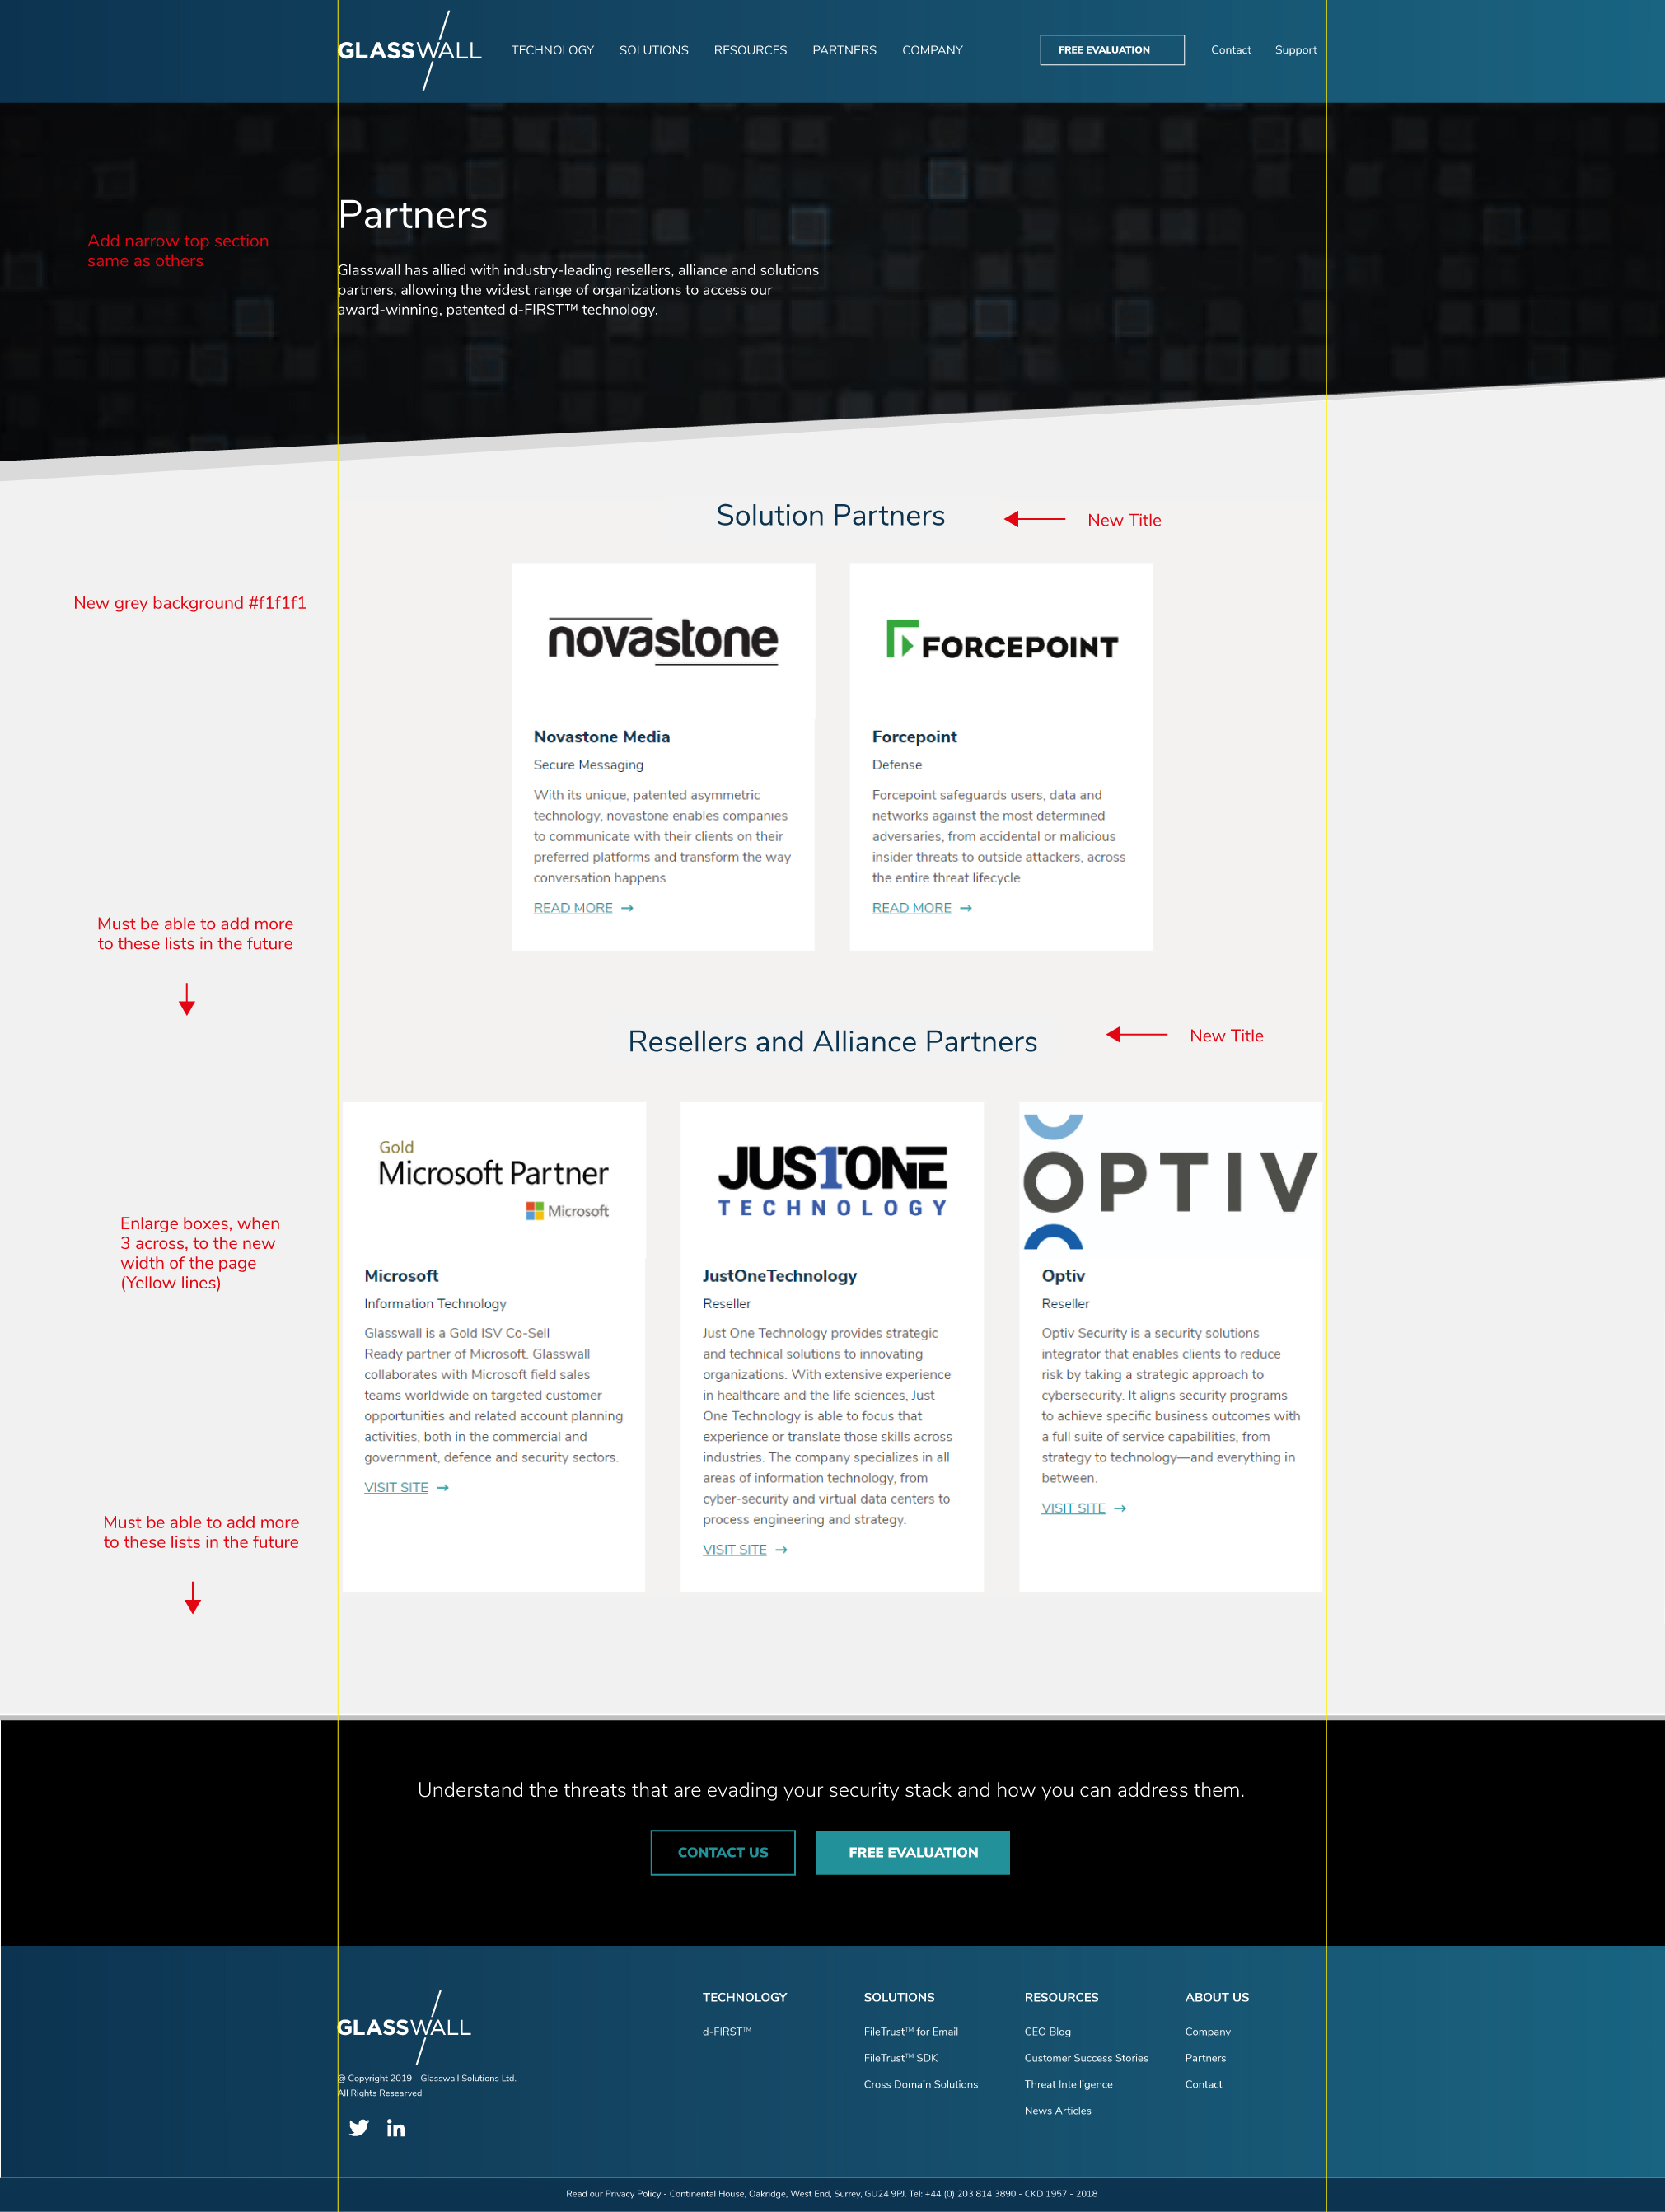 GLASSWALL
TECHNOLOGY SOLUTIONS RESOURCES PARTNERS COMPANY
FREE EVALUATION
Contact Support
Partners
Add narrow top section
same as others
Glasswall has allied with industry-leading resellers, alliance and solutions
partners, allowing the widest range of organizations to access our
award-winning, patented d-FIRST™ technology.
Solution Partners
New Title
New grey background #f1f1f1
novastone
Novastone Media
Secure Messaging
With its unique, patented asymmetric
technology, novastone enables companies
to communicate with their clients on their
preferred platforms and transform the way
conversation happens.
READ MORE →
FORCEPOINT
Forcepoint
Defense
Forcepoint safeguards users, data and
networks against the most determined
adversaries, from accidental or malicious
insider threats to outside attackers, across
the entire threat lifecycle.
READ MORE →
Must be able to add more
to these lists in the future
Resellers and Alliance Partners
New Title
Enlarge boxes, when
3 across, to the new
width of the page
(Yellow lines)
Gold
Microsoft Partner
Microsoft
Microsoft
Information Technology
Glasswall is a Gold ISV Co-Sell
Ready partner of Microsoft. Glasswall
collaborates with Microsoft field sales
teams worldwide on targeted customer
opportunities and related account planning
activities, both in the commercial and
government, defence and security sectors.
VISIT SITE →
JUS1ONE
TECHNOLOGY
JustOneTechnology
Reseller
Just One Technology provides strategic
and technical solutions to innovating
organizations. With extensive experience
in healthcare and the life sciences, Just
One Technology is able to focus that
experience or translate those skills across
industries. The company specializes in all
areas of information technology, from
cyber-security and virtual data centers to
process engineering and strategy.
VISIT SITE →
OPTIV
Optiv
Reseller
Optiv Security is a security solutions
integrator that enables clients to reduce
risk by taking a strategic approach to
cybersecurity. It aligns security programs
to achieve specific business outcomes with
a full suite of service capabilities, from
strategy to technology—and everything in
between.
VISIT SITE →
Must be able to add more
to these lists in the future
Understand the threats that are evading your security stack and how you can address them.
CONTACT US
FREE EVALUATION
GLASSWALL
@ Copyright 2019 - Glasswall Solutions Ltd.
All Rights Researved
TECHNOLOGY
d-FIRST™
SOLUTIONS
FileTrust™ for Email
FileTrust™ SDK
Cross Domain Solutions
RESOURCES
CEO Blog
Customer Success Stories
Threat Intelligence
News Articles
ABOUT US
Company
Partners
Contact
Read our Privacy Policy - Continental House, Oakridge, West End, Surrey, GU24 9PJ. Tel: +44 (0) 203 814 3890 - CKD 1957 - 2018